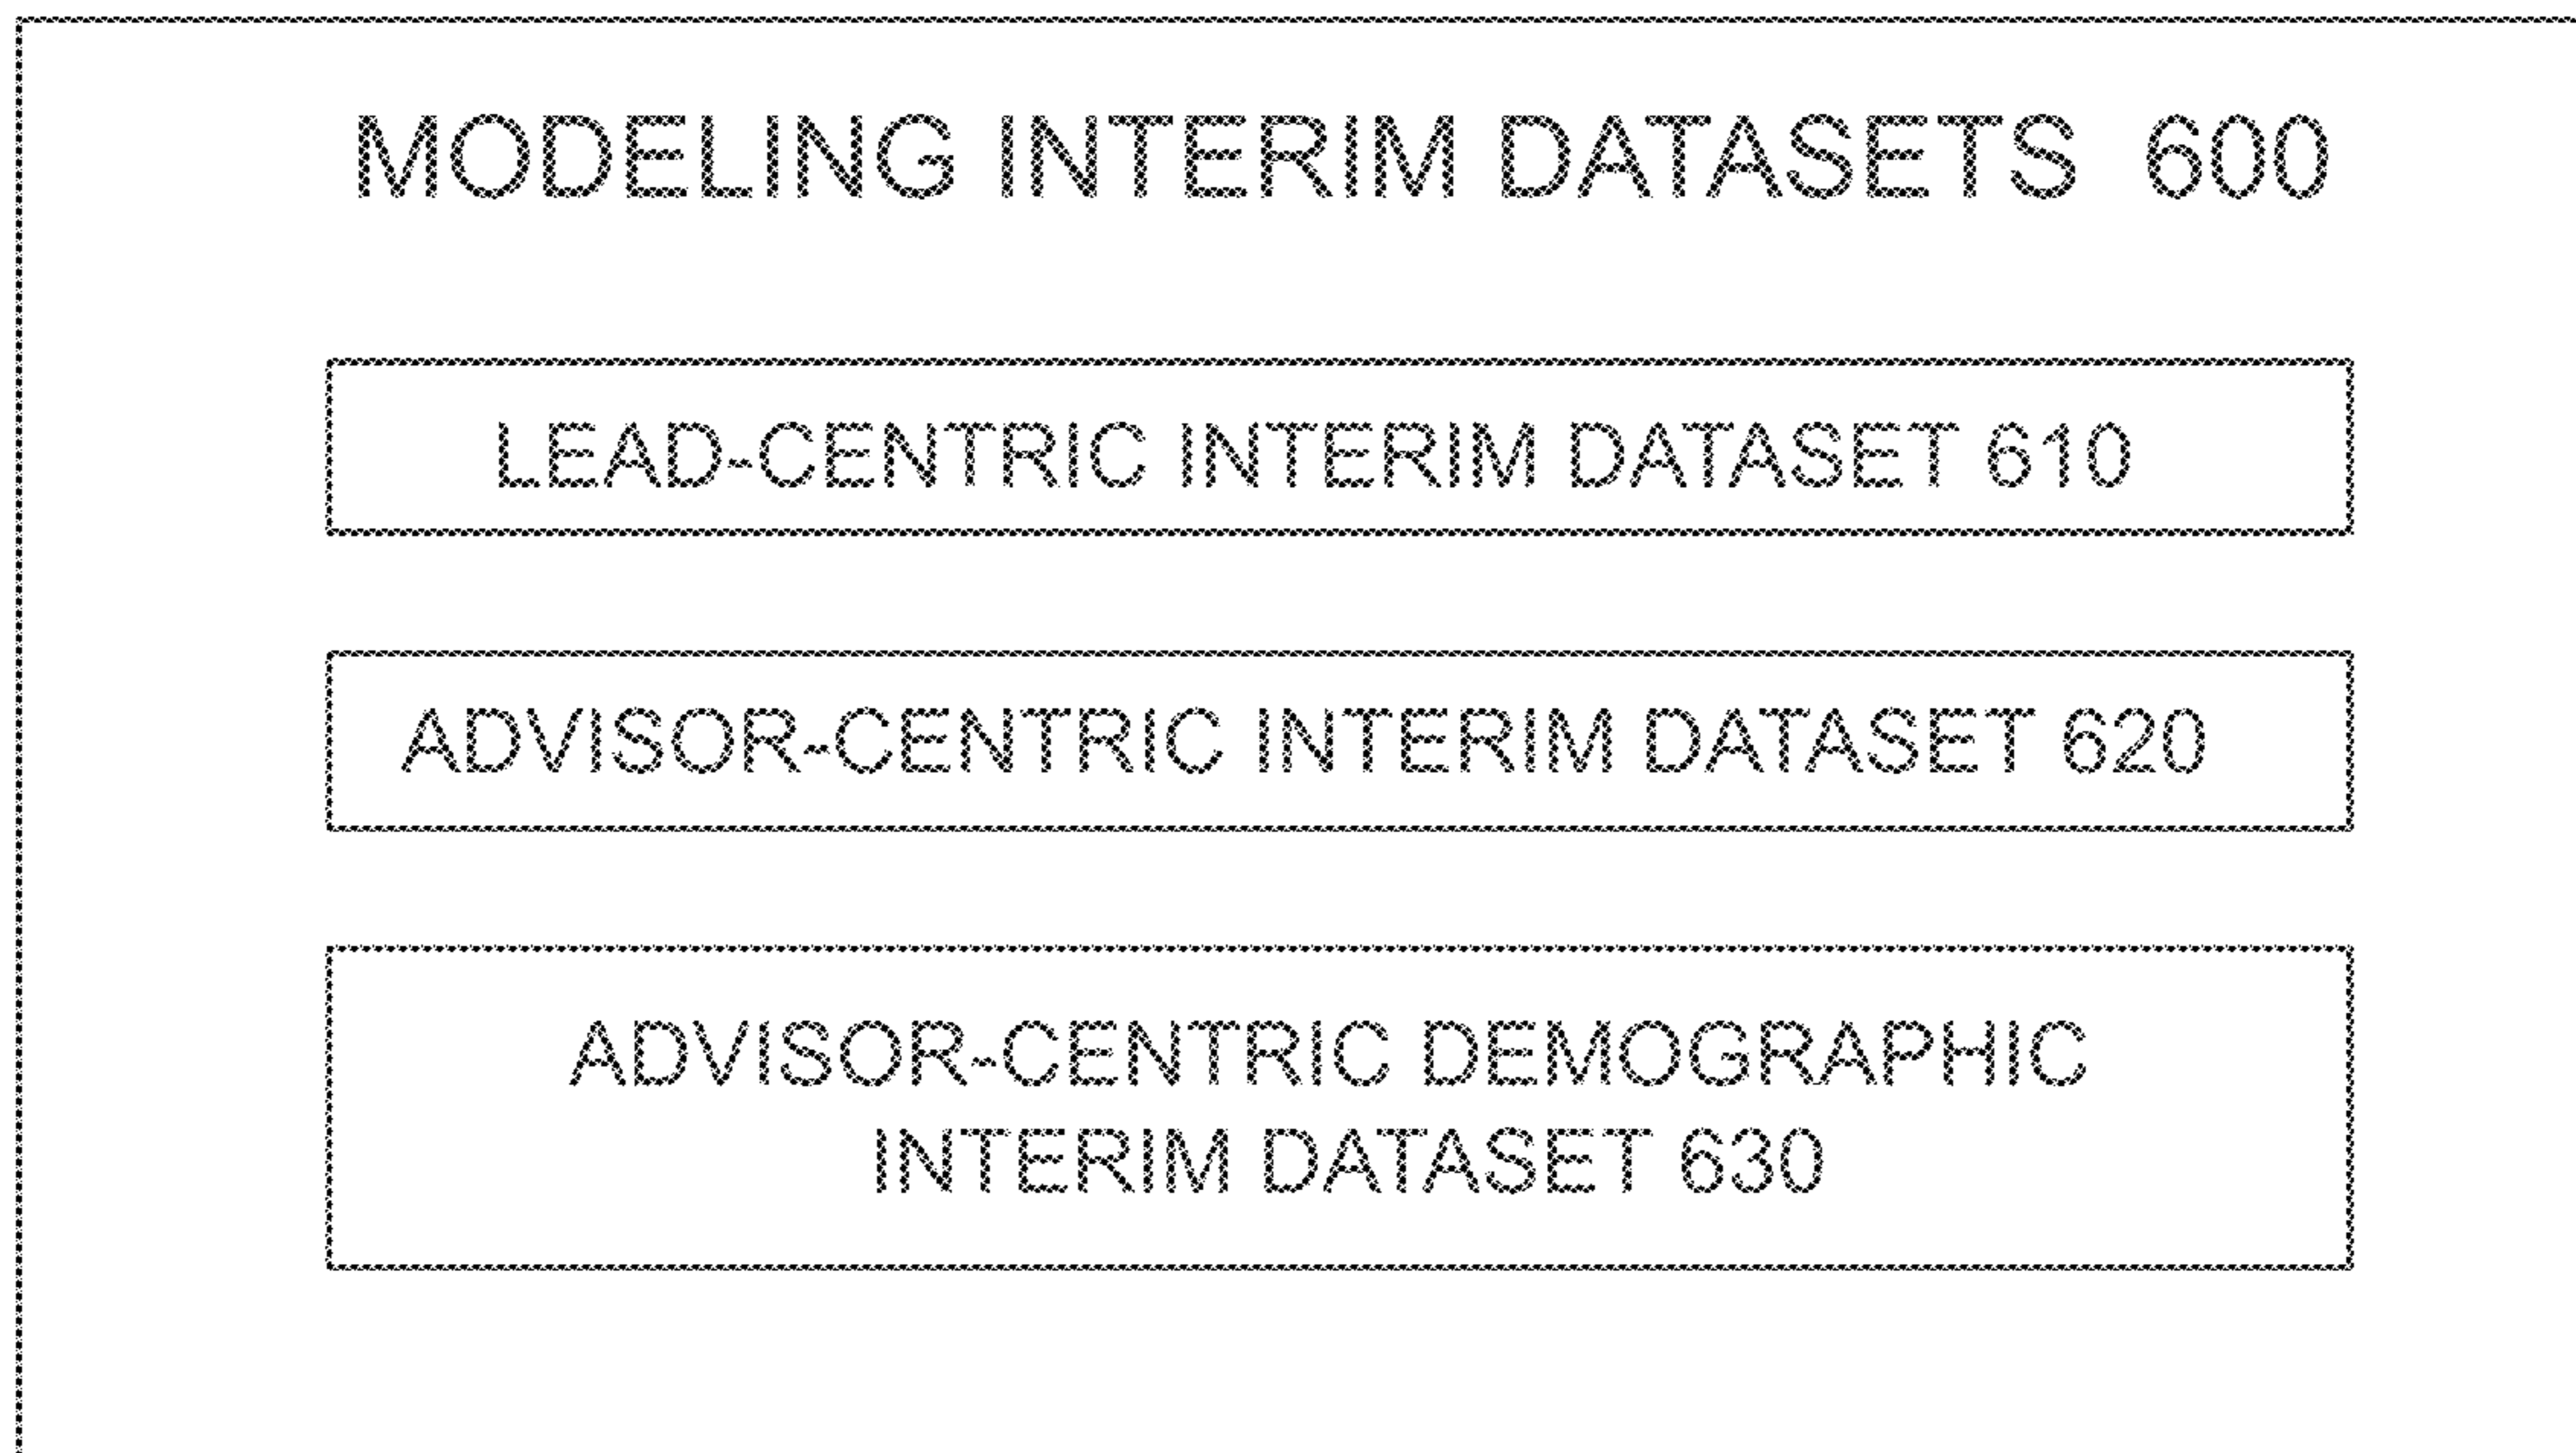 MODELING INTERIM DATASETS 600
LEAD-CENTRIC INTERIM DATASET 610
ADVISOR-CENTRIC INTERIM DATASET 620
ADVISOR-CENTRIC DEMOGRAPHIC
INTERIM DATASET 630